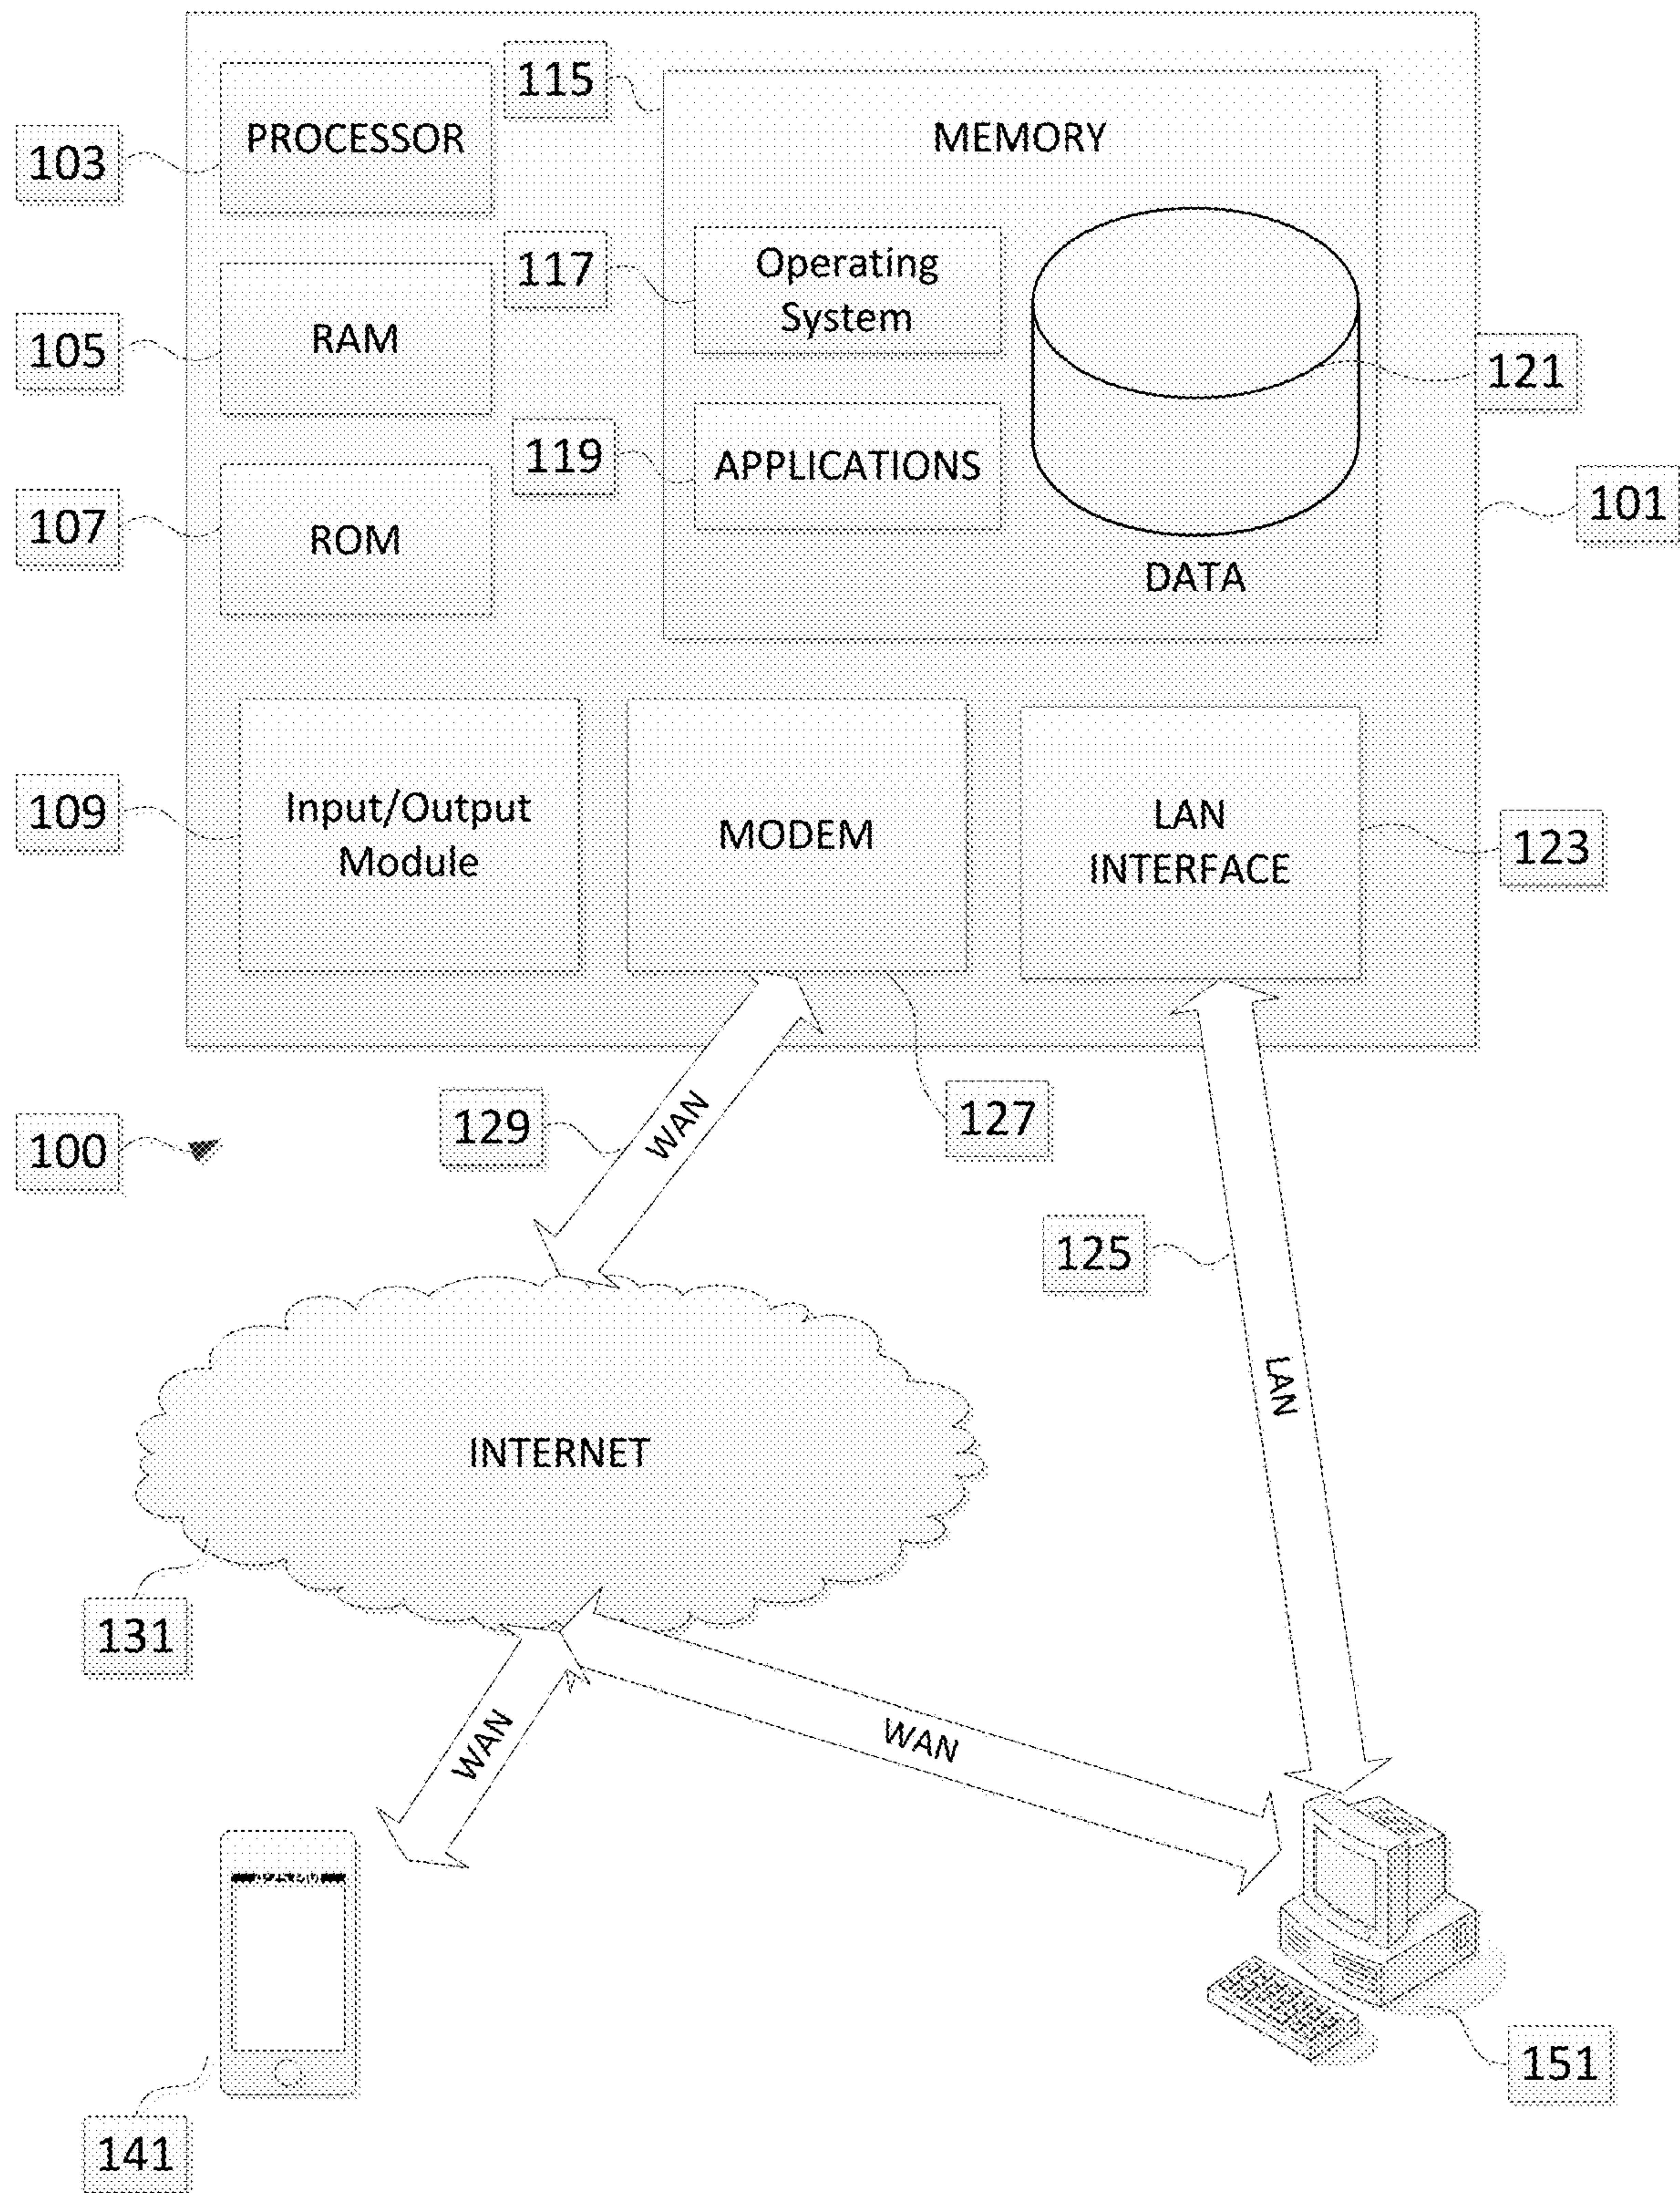 115
PROCESSOR
MEMORY
103
117
Operating
System
105
RAM
121
119
APPLICATIONS
101
107
ROM
DATA
109
Input/Output
Module
MODEM
LAN
INTERFACE
123
129
WAN
127
100
125
LAN
INTERNET
131
WAN
WAN
151
141